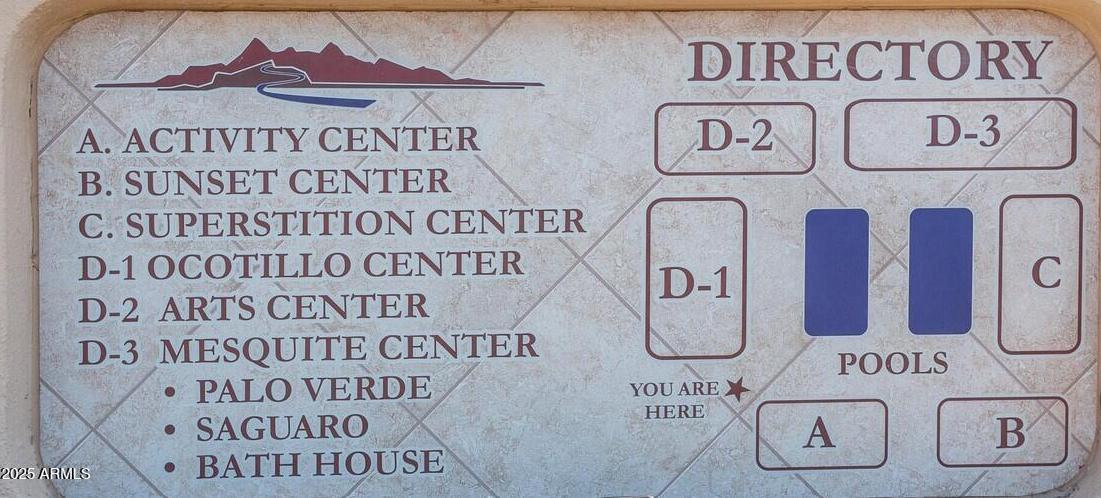 DIRECTORY
A. ACTIVITY CENTER
B. SUNSET CENTER
C. SUPERSTITION CENTER
D-1 OCOTILLO CENTER
D-2 ARTS CENTER
D-3 MESQUITE CENTER
• PALO VERDE
• SAGUARO
• BATH HOUSE
D-2
D-3
D-1
C
POOLS
YOU ARE
HERE
A
B
2025 ARMLS